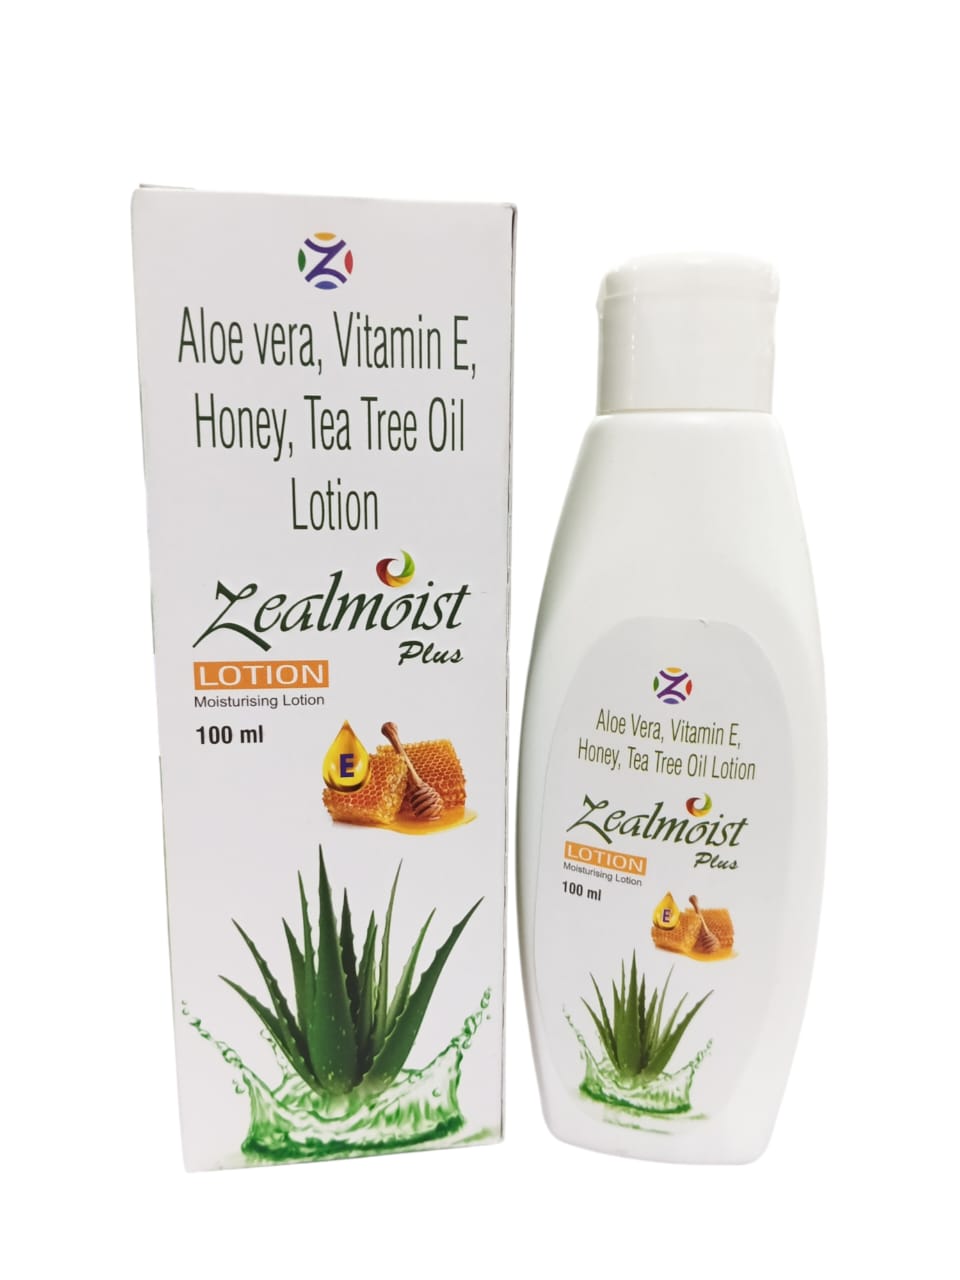 Z
Aloe vera, Vitamin E,
Honey, Tea Tree Oil
Lotion
Zealmoist
Plus
LOTION
Moisturising Lotion
100 ml
E
Z
Aloe Vera, Vitamin E,
Honey, Tea Tree Oil Lotion
Zealmoist
Plus
LOTION
Moisturising Lotion
100 ml
E